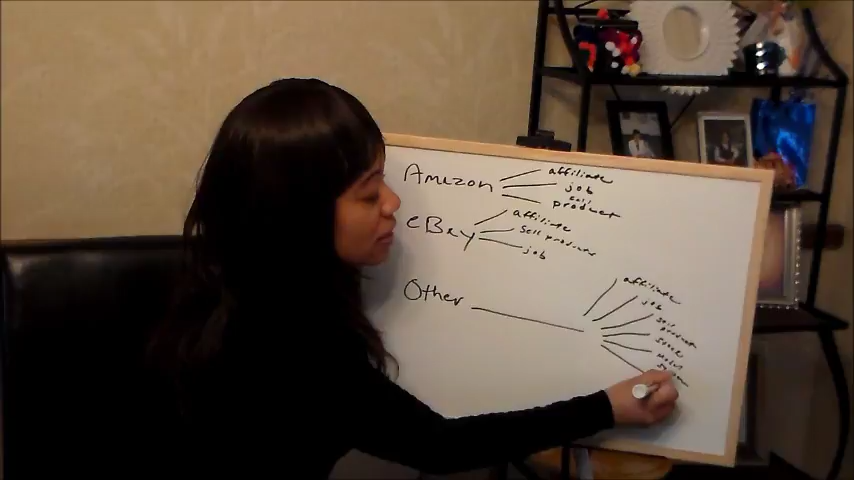 Amazon
affiliate
job
sell
product
eBay
affiliate
sell products
job
Other
affiliate
job
sell
product